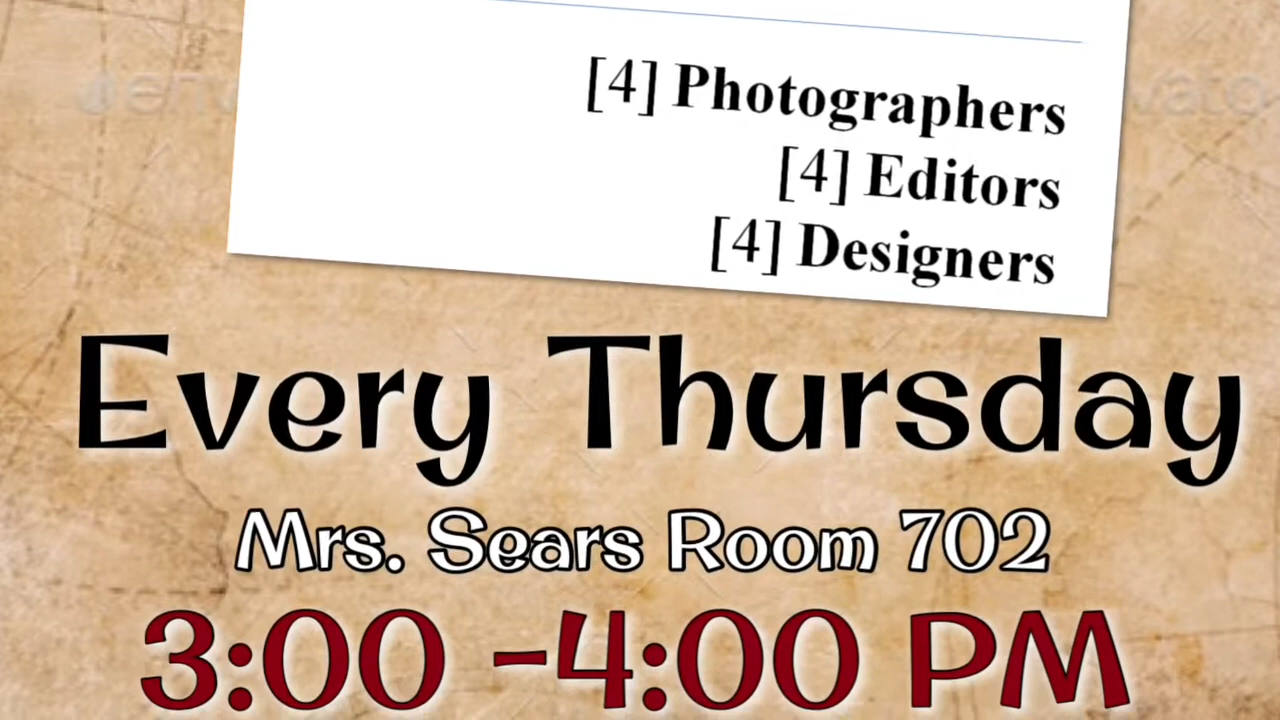 [4] Photographers
[4] Editors
[4] Designers
Every Thursday
Mrs. Sears Room 702
3:00 -4:00 PM